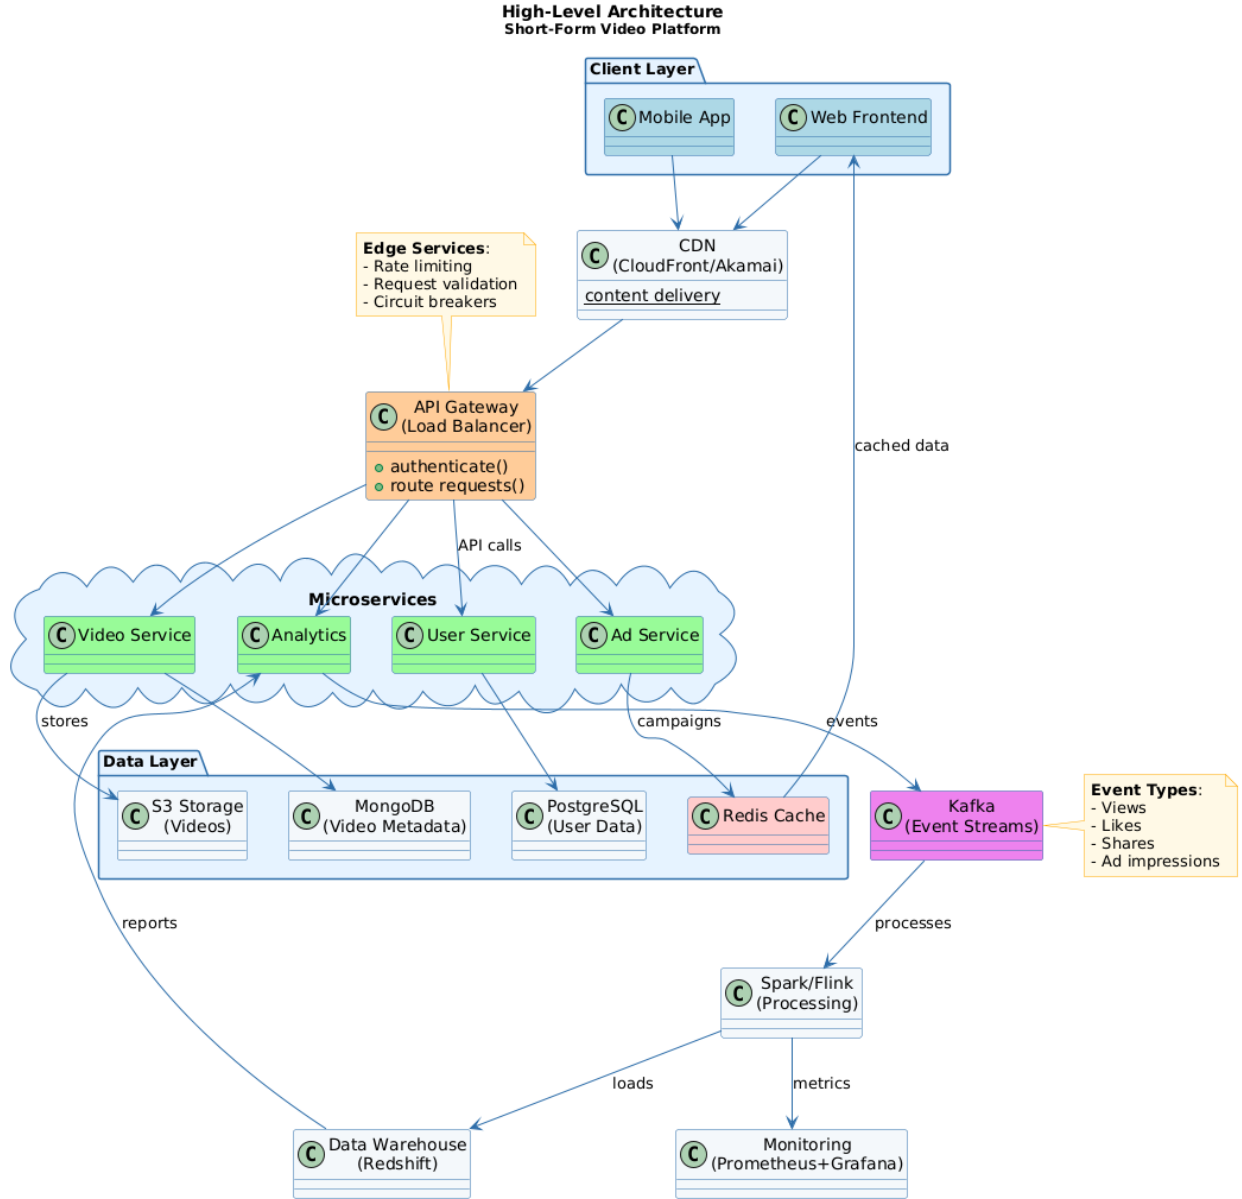 High-Level Architecture
Short-Form Video Platform
Client Layer
C Mobile App
C Web Frontend
Edge Services:
- Rate limiting
- Request validation
- Circuit breakers
C CDN
(CloudFront/Akamai)
content delivery
C API Gateway
(Load Balancer)
authenticate()
route requests()
cached data
API calls
Microservices
C Video Service
C Analytics
C User Service
C Ad Service
stores
campaigns
events
Data Layer
C S3 Storage
(Videos)
C MongoDB
(Video Metadata)
C PostgreSQL
(User Data)
C Redis Cache
C Kafka
(Event Streams)
Event Types:
- Views
- Likes
- Shares
- Ad impressions
reports
processes
C Spark/Flink
(Processing)
loads
metrics
C Data Warehouse
(Redshift)
C Monitoring
(Prometheus+Grafana)